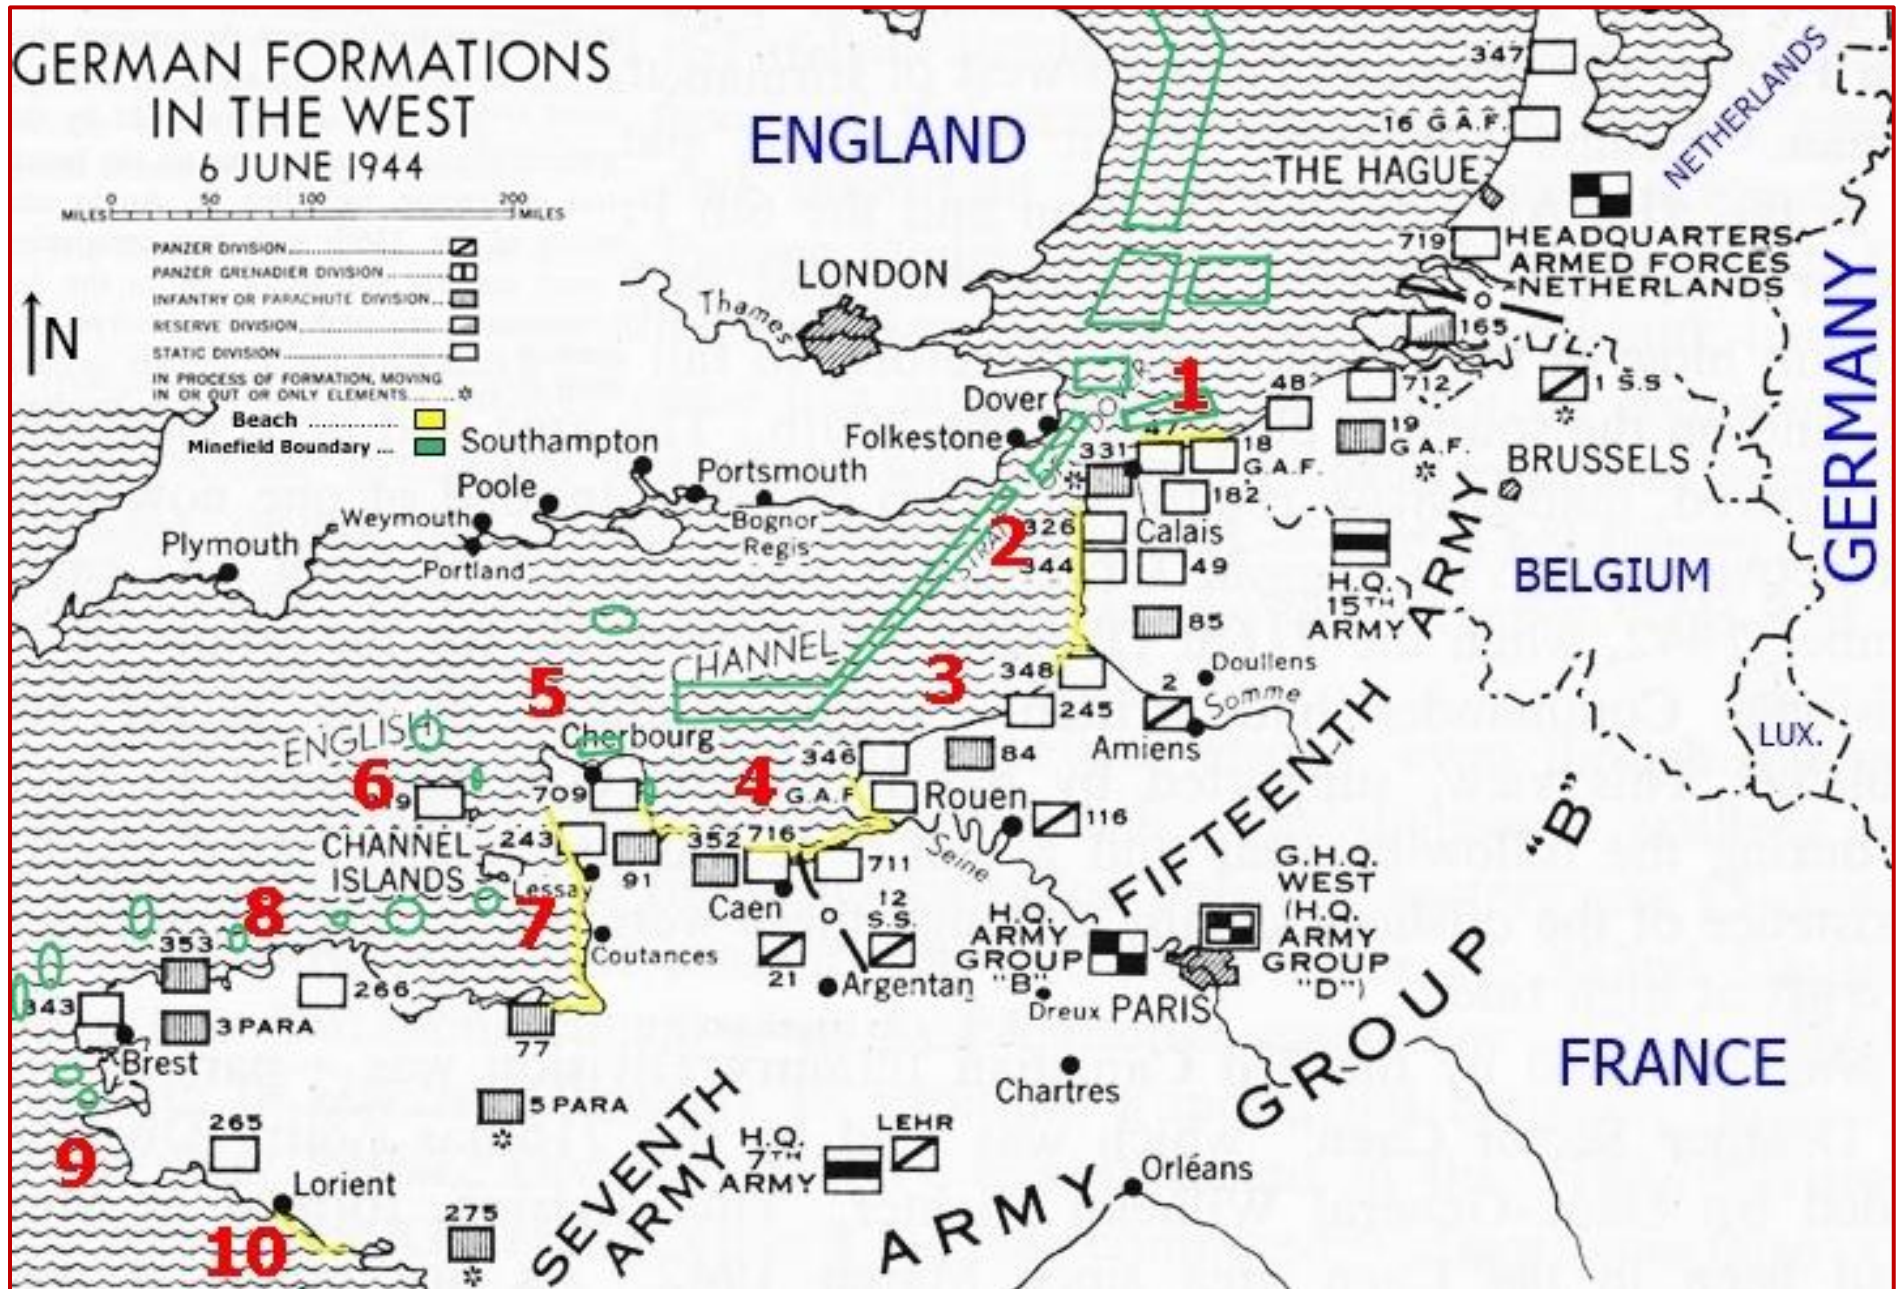 GERMAN FORMATIONS
IN THE WEST
6 JUNE 1944
0 50 100 200
MILES MILES
PANZER DIVISION
PANZER GRENADIER DIVISION
INFANTRY OR PARACHUTE DIVISION
RESERVE DIVISION
STATIC DIVISION
IN PROCESS OF FORMATION, MOVING
IN OR OUT OR ONLY ELEMENTS
Beach
Minefield Boundary ...
N
ENGLAND
LONDON
Thames
Dover
Folkestone
Southampton
Portsmouth
Poole
Bognor
Regis
Weymouth
Portland
Plymouth
347
16 G.A.F.
THE HAGUE
NETHERLANDS
719
HEADQUARTERS
ARMED FORCES
NETHERLANDS
165
GERMANY
1
48
712
1 S.S
19
G.A.F.
47
18
G.A.F.
331
182
BRUSSELS
2
326
Calais
344
49
85
H.Q.
15TH
ARMY
BELGIUM
CHANNEL
3
348
Doullens
Somme
2
245
Amiens
LUX.
5
ENGLISH
Cherbourg
346
84
6
709
4
G.A.F
Rouen
116
CHANNEL
ISLANDS
243
352
716
711
Seine
91
Lessay
Caen
12
S.S.
8
7
Coutances
21
Argentan
H.Q.
ARMY
GROUP
"B"
G.H.Q.
WEST
(H.Q.
ARMY
GROUP
"D")
353
266
343
3 PARA
Dreux
PARIS
77
Brest
Chartres
FRANCE
5 PARA
265
H.Q.
7TH
ARMY
LEHR
9
Lorient
Orléans
275
10
SEVENTH
ARMY
FIFTEENTH ARMY
ARMY GROUP "B"